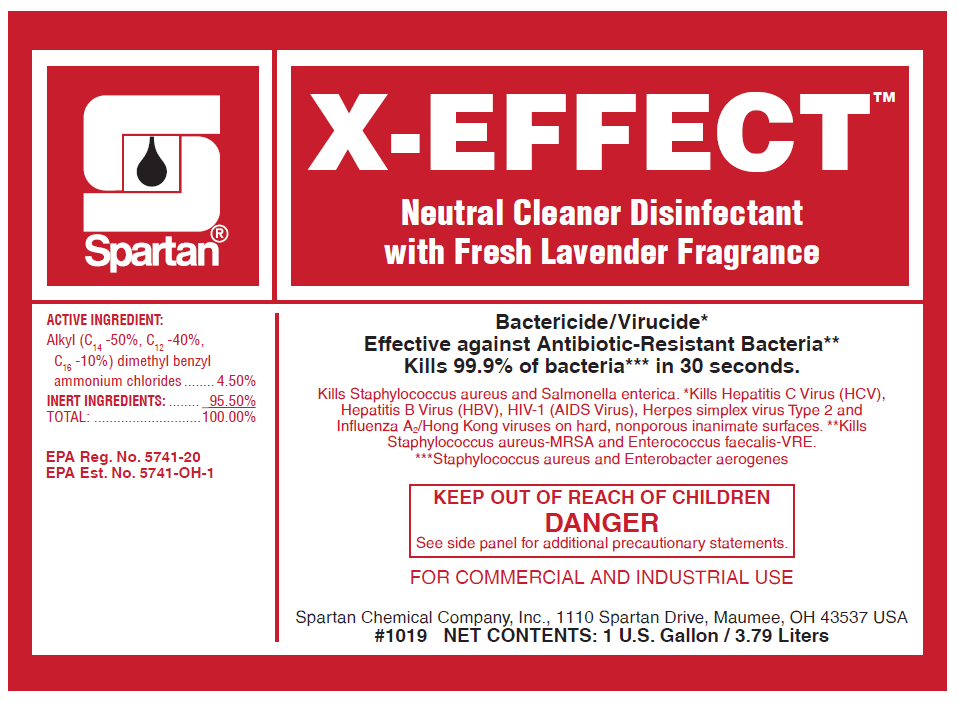 Spartan®
X-EFFECT™
Neutral Cleaner Disinfectant
with Fresh Lavender Fragrance
ACTIVE INGREDIENT:
Alkyl (C14 -50%, C12 -40%,
C16 -10%) dimethyl benzyl
ammonium chlorides ........ 4.50%
INERT INGREDIENTS: ........ 95.50%
TOTAL: ........................... 100.00%
EPA Reg. No. 5741-20
EPA Est. No. 5741-OH-1
Bactericide/Virucide*
Effective against Antibiotic-Resistant Bacteria**
Kills 99.9% of bacteria*** in 30 seconds.
Kills Staphylococcus aureus and Salmonella enterica. *Kills Hepatitis C Virus (HCV),
Hepatitis B Virus (HBV), HIV-1 (AIDS Virus), Herpes simplex virus Type 2 and
Influenza A2/Hong Kong viruses on hard, nonporous inanimate surfaces. **Kills
Staphylococcus aureus-MRSA and Enterococcus faecalis-VRE.
***Staphylococcus aureus and Enterobacter aerogenes
KEEP OUT OF REACH OF CHILDREN
DANGER
See side panel for additional precautionary statements.
FOR COMMERCIAL AND INDUSTRIAL USE
Spartan Chemical Company, Inc., 1110 Spartan Drive, Maumee, OH 43537 USA
#1019 NET CONTENTS: 1 U.S. Gallon / 3.79 Liters